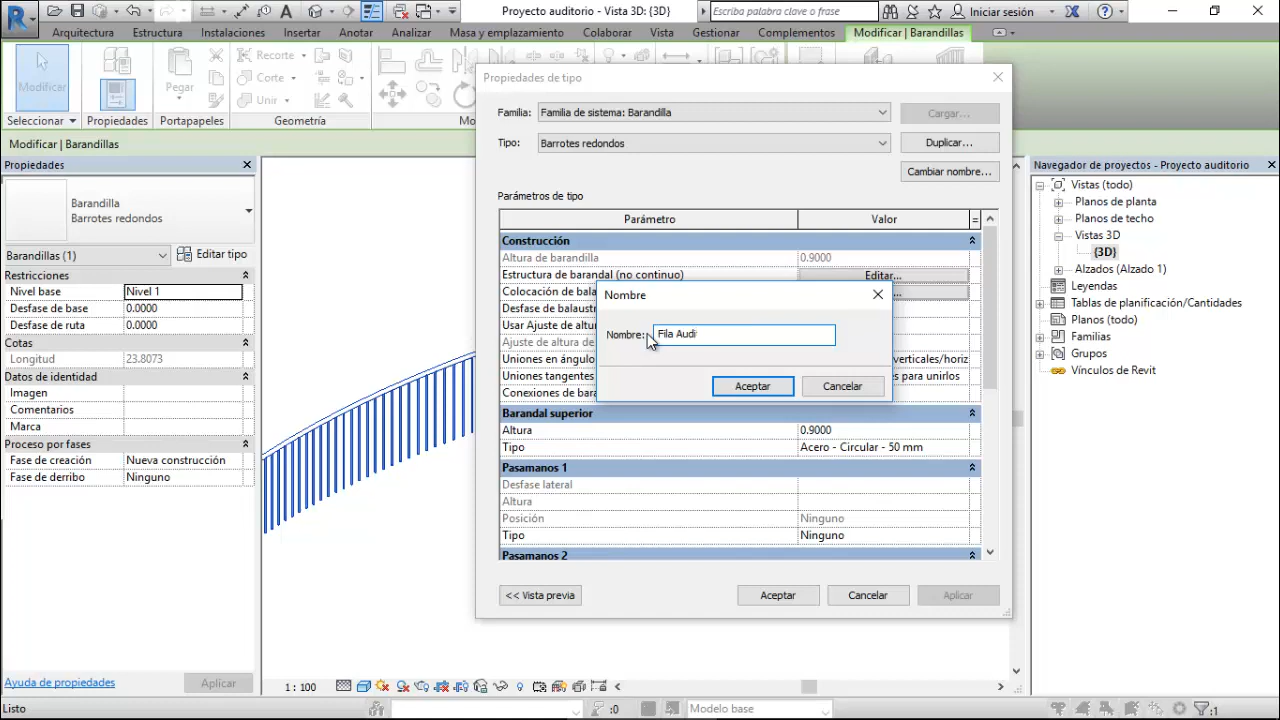 Proyecto auditorio - Vista 3D: {3D}
Escriba palabra clave o frase
Iniciar sesión
Arquitectura Estructura Instalaciones Insertar Anotar Analizar Masa y emplazamiento Colaborar Vista Gestionar Complementos Modificar | Barandillas
Modificar
Pegar
Recorte
Corte
Unir
Seleccionar Propiedades Portapapeles Geometría
Modificar | Barandillas
Propiedades
Barandilla
Barrotes redondos
Barandillas (1) Editar tipo
Restricciones
Nivel base Nivel 1
Desfase de base 0.0000
Desfase de ruta 0.0000
Cotas
Longitud 23.8073
Datos de identidad
Imagen
Comentarios
Marca
Proceso por fases
Fase de creación Nueva construcción
Fase de derribo Ninguno
Ayuda de propiedades Aplicar
Propiedades de tipo
Familia: Familia de sistema: Barandilla Cargar...
Tipo: Barrotes redondos Duplicar...
Cambiar nombre...
Parámetros de tipo
Parámetro Valor =
Construcción
Altura de barandilla 0.9000
Estructura de barandal (no continuo) Editar...
Colocación de bala
Desfase de balaust
Usar Ajuste de altur
Ajuste de altura de
Uniones en ángulo verticales/horiz
Uniones tangentes es para unirlos
Conexiones de bara
Nombre
Nombre: Fila Audi
Aceptar Cancelar
Barandal superior
Altura 0.9000
Tipo Acero - Circular - 50 mm
Pasamanos 1
Desfase lateral
Altura
Posición Ninguno
Tipo Ninguno
Pasamanos 2
<< Vista previa Aceptar Cancelar Aplicar
Navegador de proyectos - Proyecto auditorio
Vistas (todo)
Planos de planta
Planos de techo
Vistas 3D
{3D}
Alzados (Alzado 1)
Leyendas
Tablas de planificación/Cantidades
Planos (todo)
Familias
Grupos
Vínculos de Revit
1 : 100
Listo
:0
Modelo base
:1